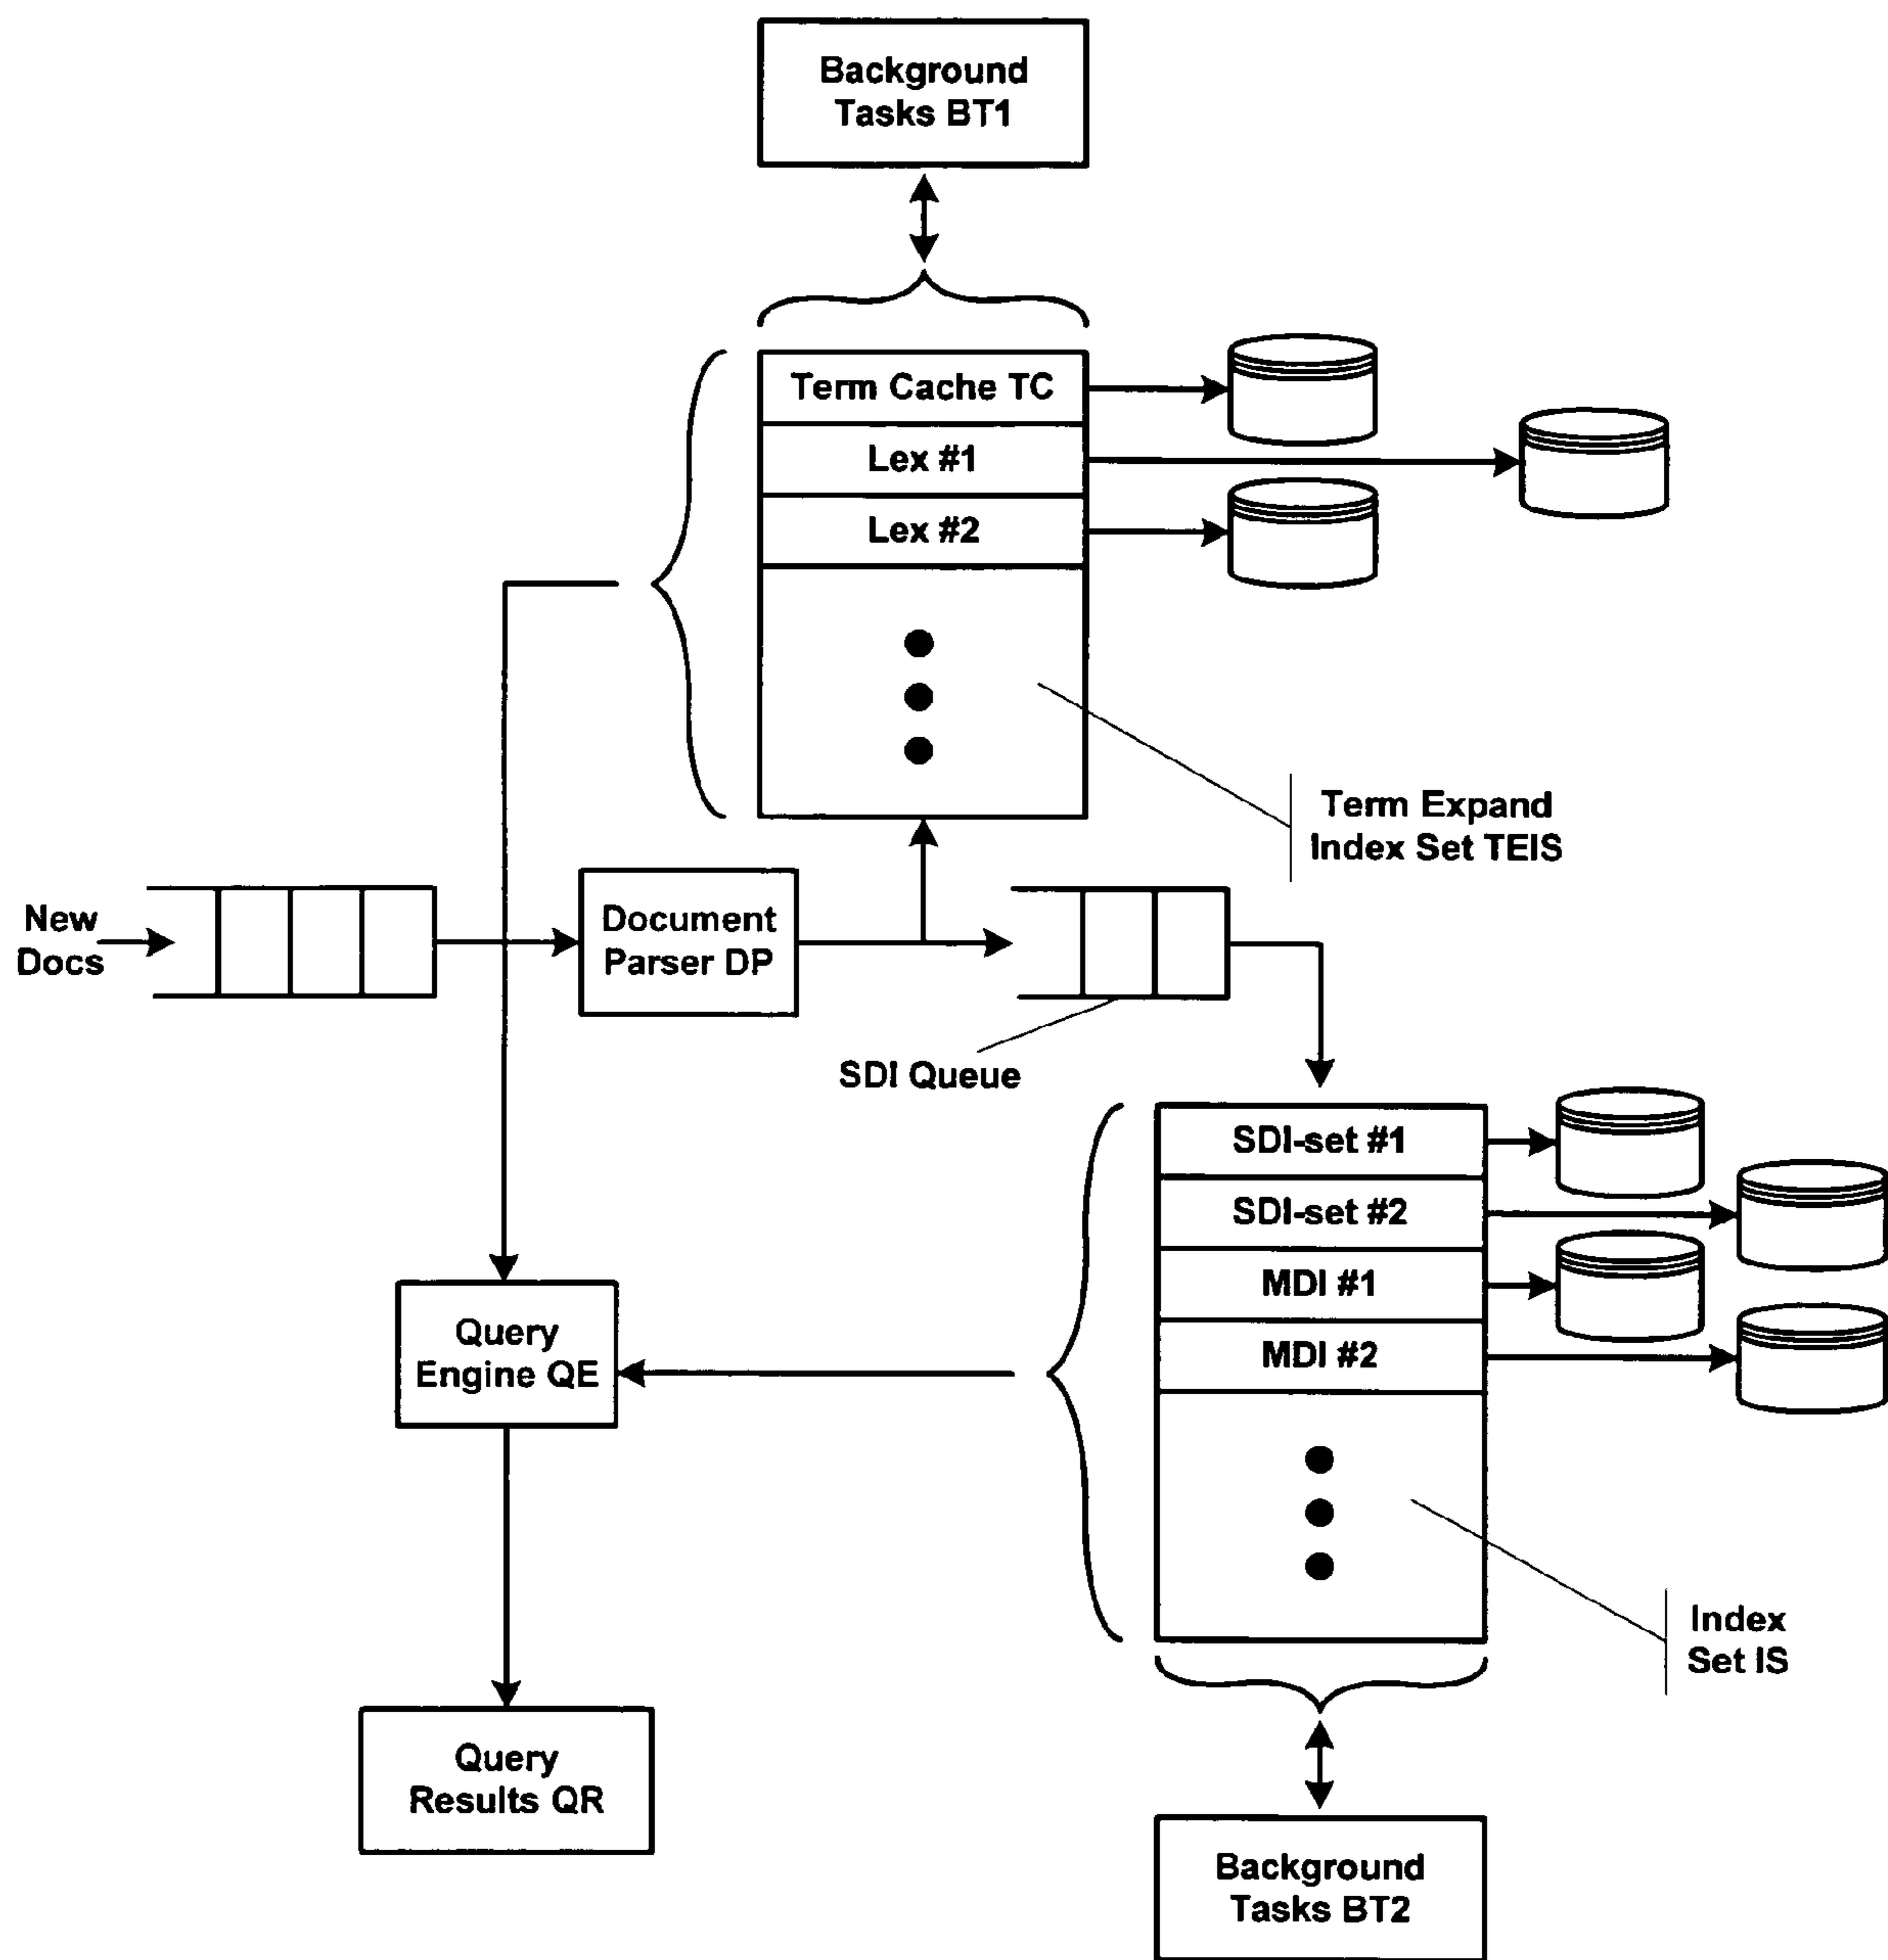 Background
Tasks BT1
Term Cache TC
Lex #1
Lex #2
Term Expand
Index Set TEIS
New
Docs
Document
Parser DP
SDI Queue
SDI-set #1
SDI-set #2
MDI #1
MDI #2
Query
Engine QE
Index
Set IS
Query
Results QR
Background
Tasks BT2